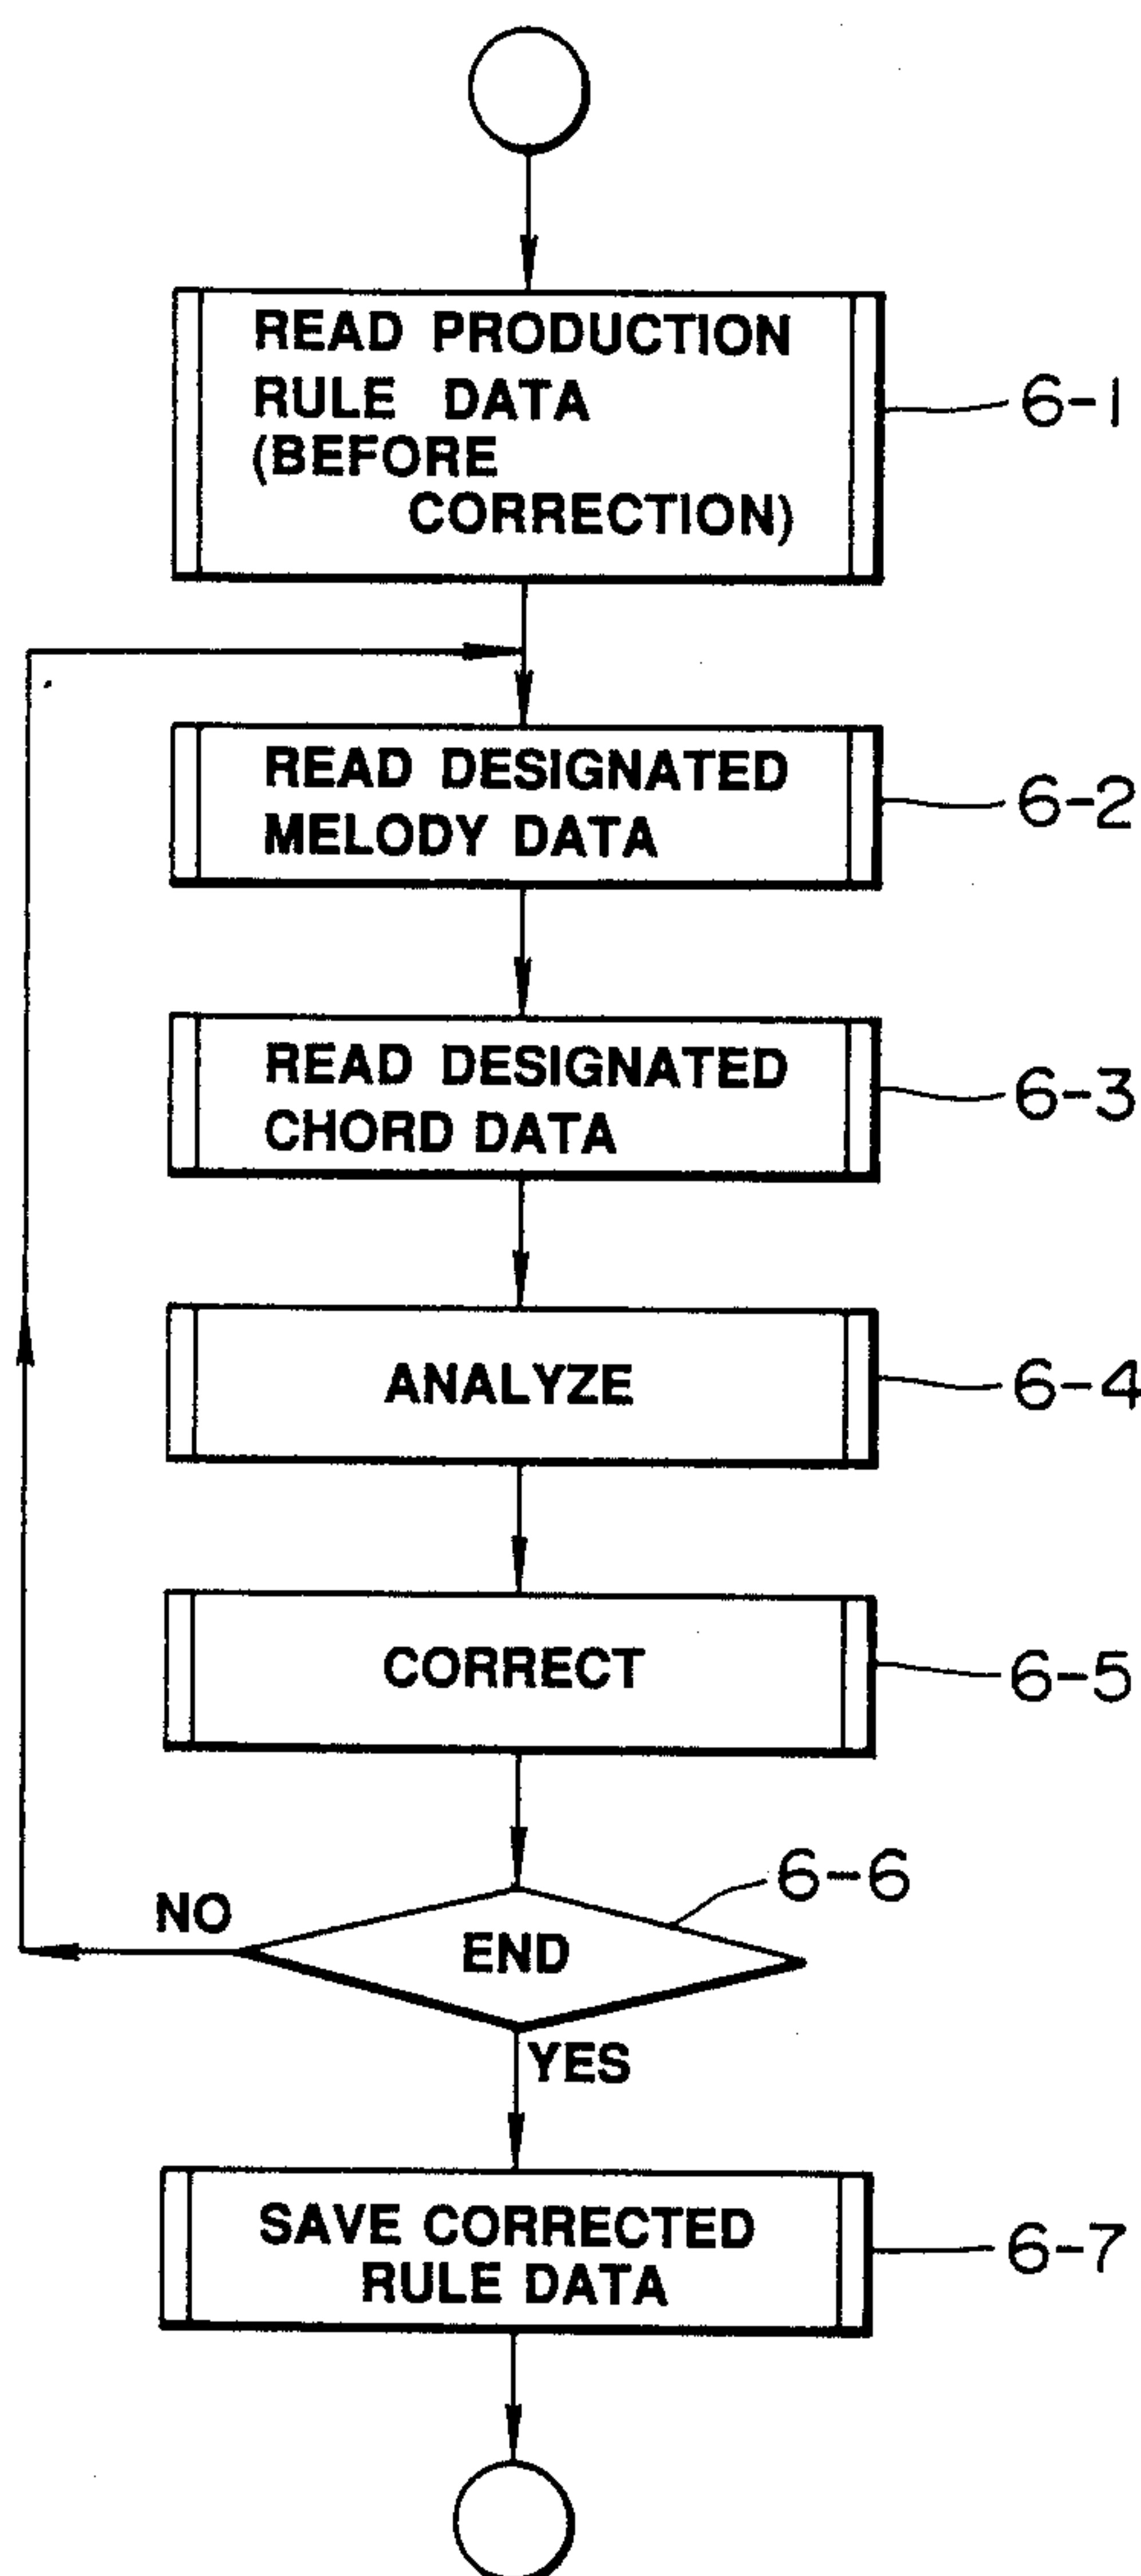 READ PRODUCTION
RULE DATA
(BEFORE
CORRECTION)
6-1
READ DESIGNATED
MELODY DATA
6-2
READ DESIGNATED
CHORD DATA
6-3
ANALYZE
6-4
CORRECT
6-5
6-6
NO
END
YES
SAVE CORRECTED
RULE DATA
6-7